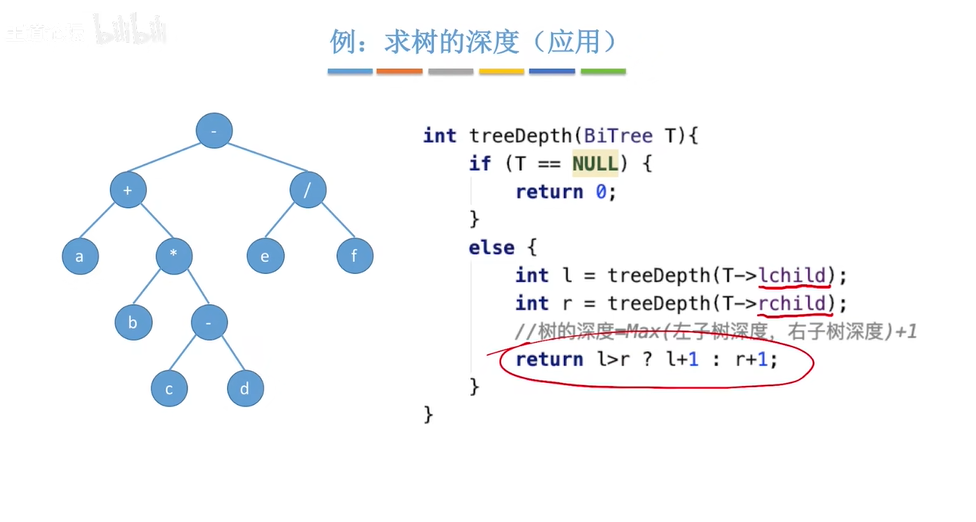 bilibili
例：求树的深度（应用）
-
+
/
a
*
e
f
b
-
c
d
int treeDepth(BiTree T){
if (T == NULL) {
return 0;
}
else {
int l = treeDepth(T->lchild);
int r = treeDepth(T->rchild);
//树的深度=Max(左子树深度，右子树深度)+1
return l>r ? l+1 : r+1;
}
}